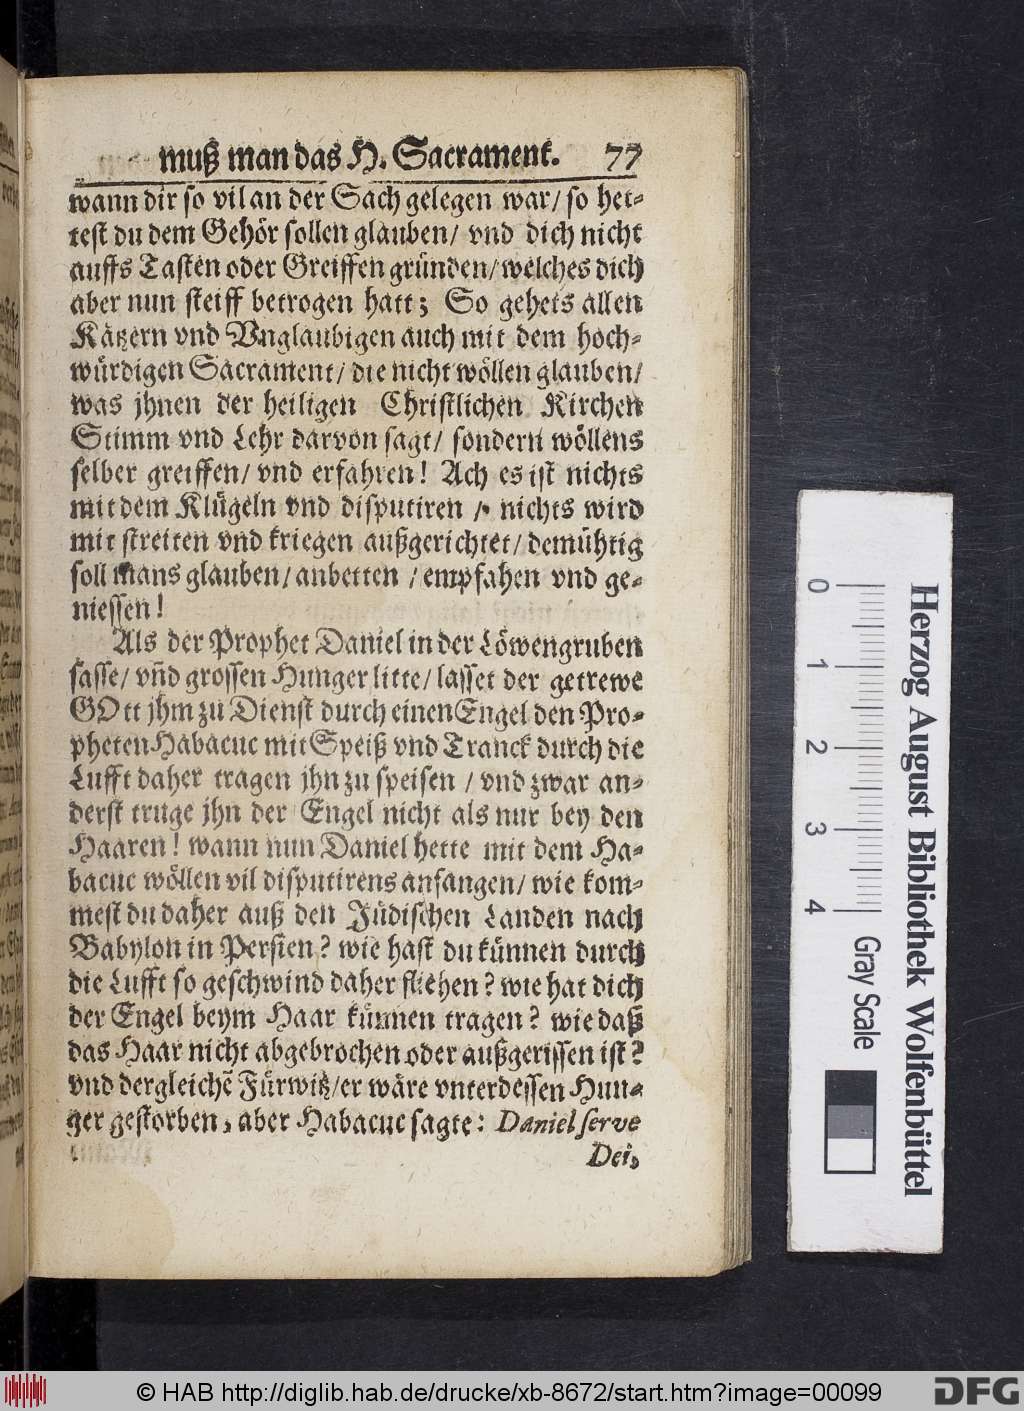 muß man das H. Sacrament. 77
wann dir so vil an der Sach gelegen war/ so het-
test du dem Gehör sollen glauben/ vnd dich nicht
auffs Tasten oder Greiffen gründen/ welches dich
aber nun steiff betrogen hatt; So gehets allen
Kätzern vnd Vnglaubigen auch mit dem hoch-
würdigen Sacrament/ die nicht wöllen glauben/
was jhnen der heiligen Christlichen Kirchen
Stimm vnd Lehr darvon sagt/ sondern wöllens
selber greiffen/ vnd erfahren! Ach es ist nichts
mit dem Klügeln vnd disputiren /· nichts wird
mit streiten vnd kriegen außgerichtet/ demühtig
soll mans glauben/ anbetten / empfahen vnd ge-
niessen!
Als der Prophet Daniel in der Löwengruben
sasse/ vñd grossen Hunger litte/ lasset der getrewe
GOtt jhm zu Dienst durch einen Engel den Pro-
pheten Habacuc mit Speiß vnd Tranck durch die
Lufft daher tragen jhn zu speisen / vnd zwar an-
derst truge jhn der Engel nicht als nur bey den
Haaren! wann nun Daniel hette mit dem Ha-
bacuc wöllen vil disputirens anfangen/ wie kom-
mest du daher auß den Jüdischen Landen nach
Babylon in Persien? wie hast du künnen durch
die Lufft so geschwind daher fliehen? wie hat dich
der Engel beym Haar künnen tragen? wie daß
das Haar nicht abgebrochen oder außgerissen ist?
vnd dergleichē Fürwitz/ er wäre vnterdessen Hun-
ger gestorben, aber Habacuc sagte: Daniel serve
Dei,
0 1 2 3 4
Gray Scale
Herzog August Bibliothek Wolfenbüttel
© HAB http://diglib.hab.de/drucke/xb-8672/start.htm?image=00099
DFG